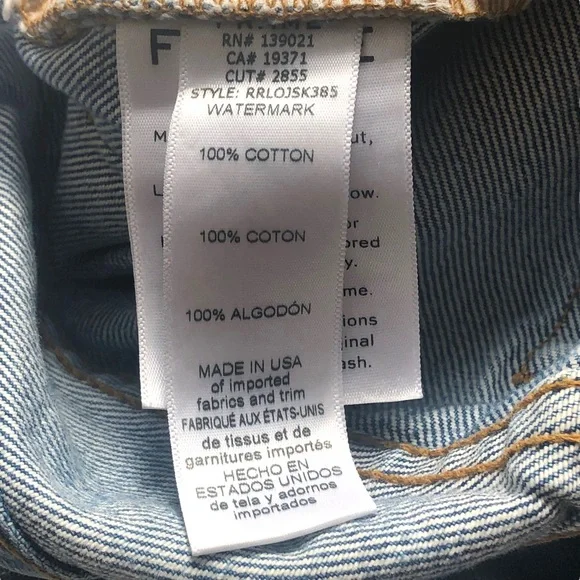 FRAME
RN# 139021
CA# 19371
CUT# 2855
STYLE: RRLOJSK385
WATERMARK
100% COTTON
100% COTON
100% ALGODÓN
MADE IN USA
of imported
fabrics and trim
FABRIQUÉ AUX ÉTATS-UNIS
de tissus et de
garnitures importés
HECHO EN
ESTADOS UNIDOS
de tela y adornos
importados